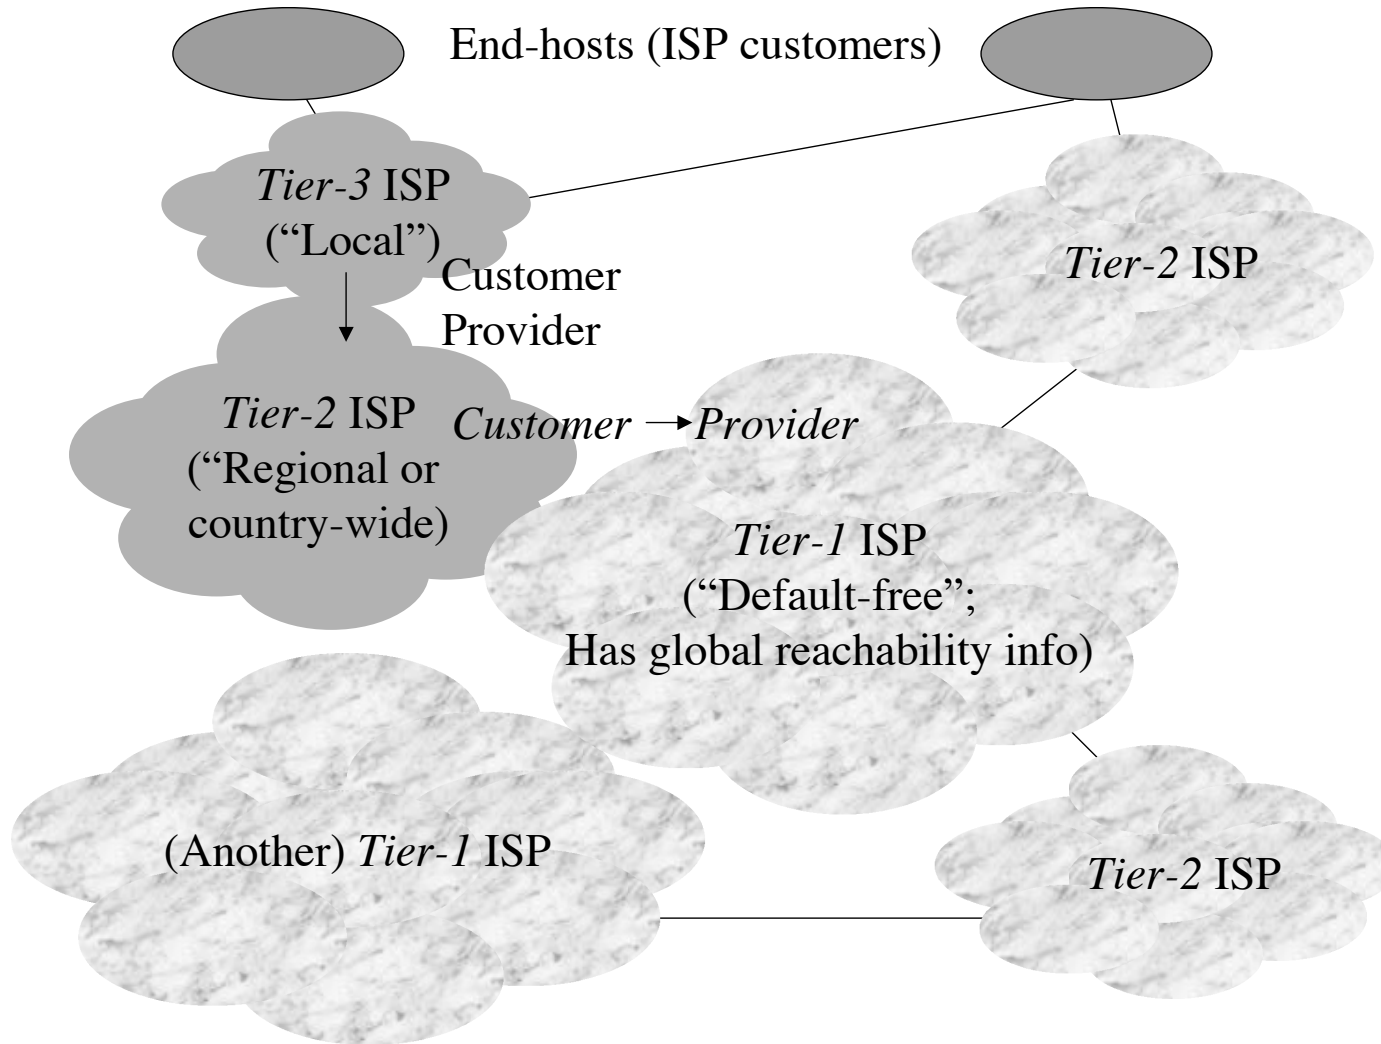 End-hosts (ISP customers)
Tier-3 ISP
(“Local”)
Customer
Provider
Tier-2 ISP
Tier-2 ISP
(“Regional or
country-wide)
Customer
Provider
Tier-1 ISP
(“Default-free”;
Has global reachability info)
(Another) Tier-1 ISP
Tier-2 ISP